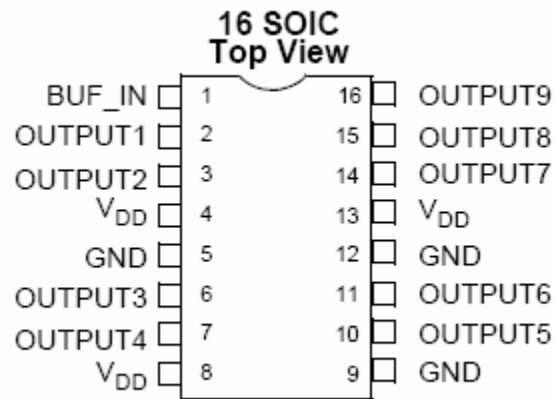 16 SOIC
Top View
BUF_IN 1 16 OUTPUT9
OUTPUT1 2 15 OUTPUT8
OUTPUT2 3 14 OUTPUT7
VDD 4 13 VDD
GND 5 12 GND
OUTPUT3 6 11 OUTPUT6
OUTPUT4 7 10 OUTPUT5
VDD 8 9 GND